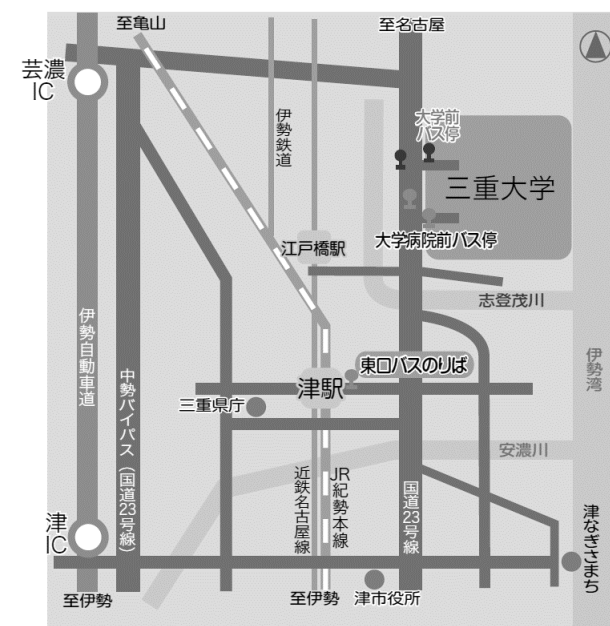 至亀山
至名古屋
芸濃
IC
大学前
バス停
伊勢鉄道
三重大学
江戸橋駅
大学病院前バス停
志登茂川
伊勢自動車道
中勢バイパス（国道23号線）
東口バスのりば
伊勢湾
津駅
三重県庁
安濃川
近鉄名古屋線
JR紀勢本線
国道23号線
津
IC
津なぎさまち
至伊勢
至伊勢
津市役所